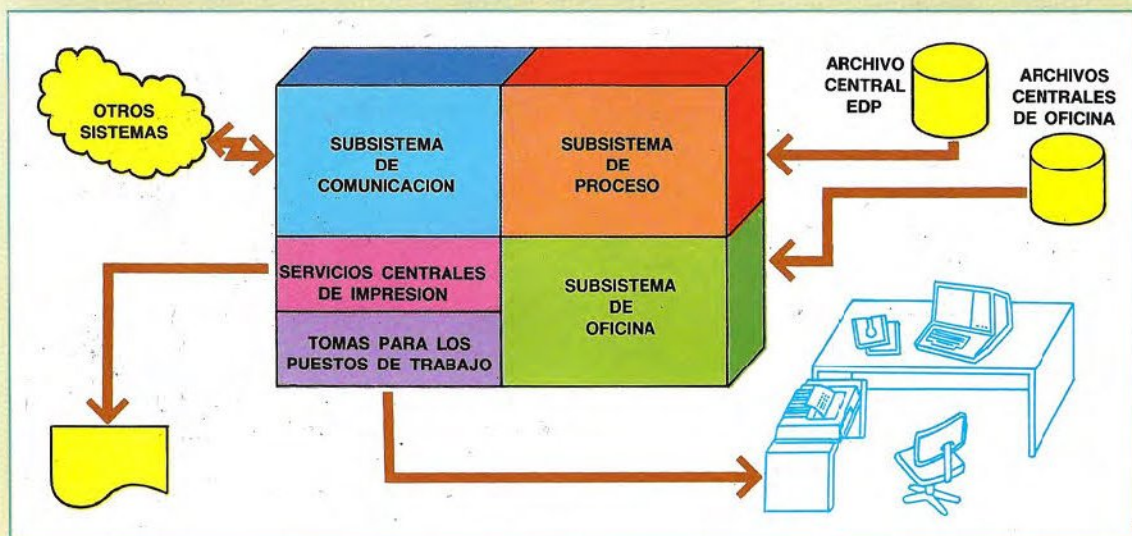 OTROS
SISTEMAS
SUBSISTEMA
DE
COMUNICACION
SUBSISTEMA
DE
PROCESO
ARCHIVO
CENTRAL
EDP
ARCHIVOS
CENTRALES
DE OFICINA
SERVICIOS CENTRALES
DE IMPRESION
SUBSISTEMA
DE
OFICINA
TOMAS PARA LOS
PUESTOS DE TRABAJO